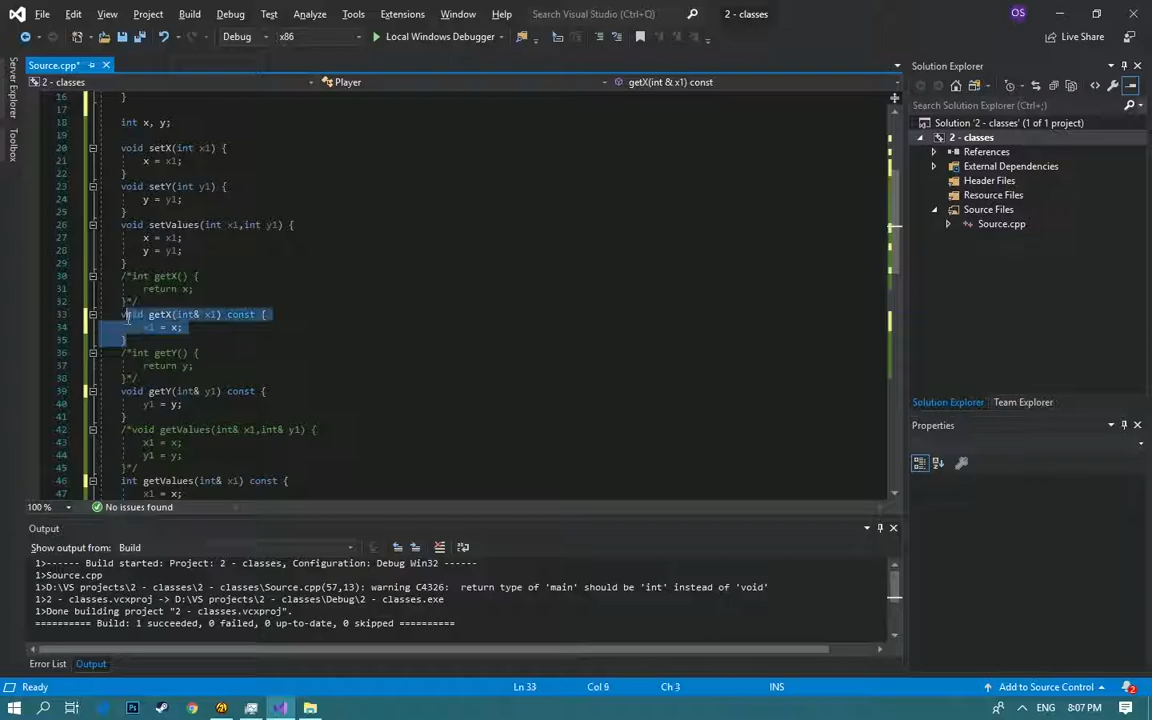 File Edit View Project Build Debug Test Analyze Tools Extensions Window Help Search Visual Studio (Ctrl+Q) 2 - classes OS
Debug x86 Local Windows Debugger Live Share
Source.cpp* Solution Explorer
2 - classes Player getX(int & x1) const
Server Explorer
Toolbox
Search Solution Explorer (Ctrl+;)
Solution '2 - classes' (1 of 1 project)
2 - classes
References
External Dependencies
Header Files
Resource Files
Source Files
Source.cpp
16 }
17
18 int x, y;
19
20 void setX(int x1) {
21 x = x1;
22 }
23 void setY(int y1) {
24 y = y1;
25 }
26 void setValues(int x1,int y1) {
27 x = x1;
28 y = y1;
29 }
30 /*int getX() {
31 return x;
32 }*/
33 void getX(int& x1) const {
34 x1 = x;
35 }
36 /*int getY() {
37 return y;
38 }*/
39 void getY(int& y1) const {
40 y1 = y;
41 }
42 /*void getValues(int& x1,int& y1) {
43 x1 = x;
44 y1 = y;
45 }*/
46 int getValues(int& xi) const {
47 x1 = x;
Solution Explorer Team Explorer
Properties
100 % No issues found
Output
Show output from: Build
1>------ Build started: Project: 2 - classes, Configuration: Debug Win32 ------
1>Source.cpp
1>D:\VS projects\2 - classes\2 - classes\Source.cpp(57,13): warning C4326: return type of 'main' should be 'int' instead of 'void'
1>2 - classes.vcxproj -> D:\VS projects\2 - classes\Debug\2 - classes.exe
1>Done building project "2 - classes.vcxproj".
========== Build: 1 succeeded, 0 failed, 0 up-to-date, 0 skipped ==========
Error List Output
Ready Ln 33 Col 9 Ch 3 INS Add to Source Control 2
ENG 8:07 PM